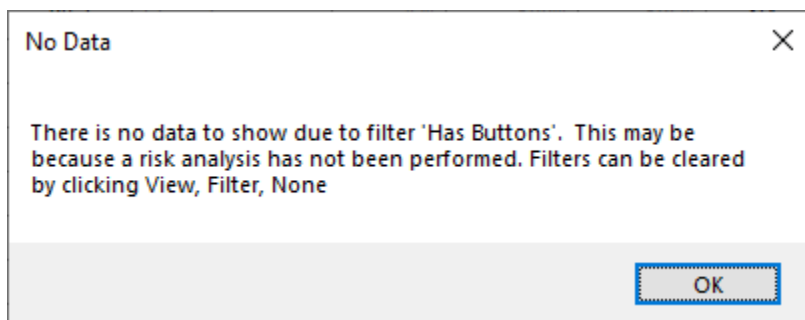 No Data
There is no data to show due to filter 'Has Buttons'.  This may be
because a risk analysis has not been performed. Filters can be cleared
by clicking View, Filter, None
OK